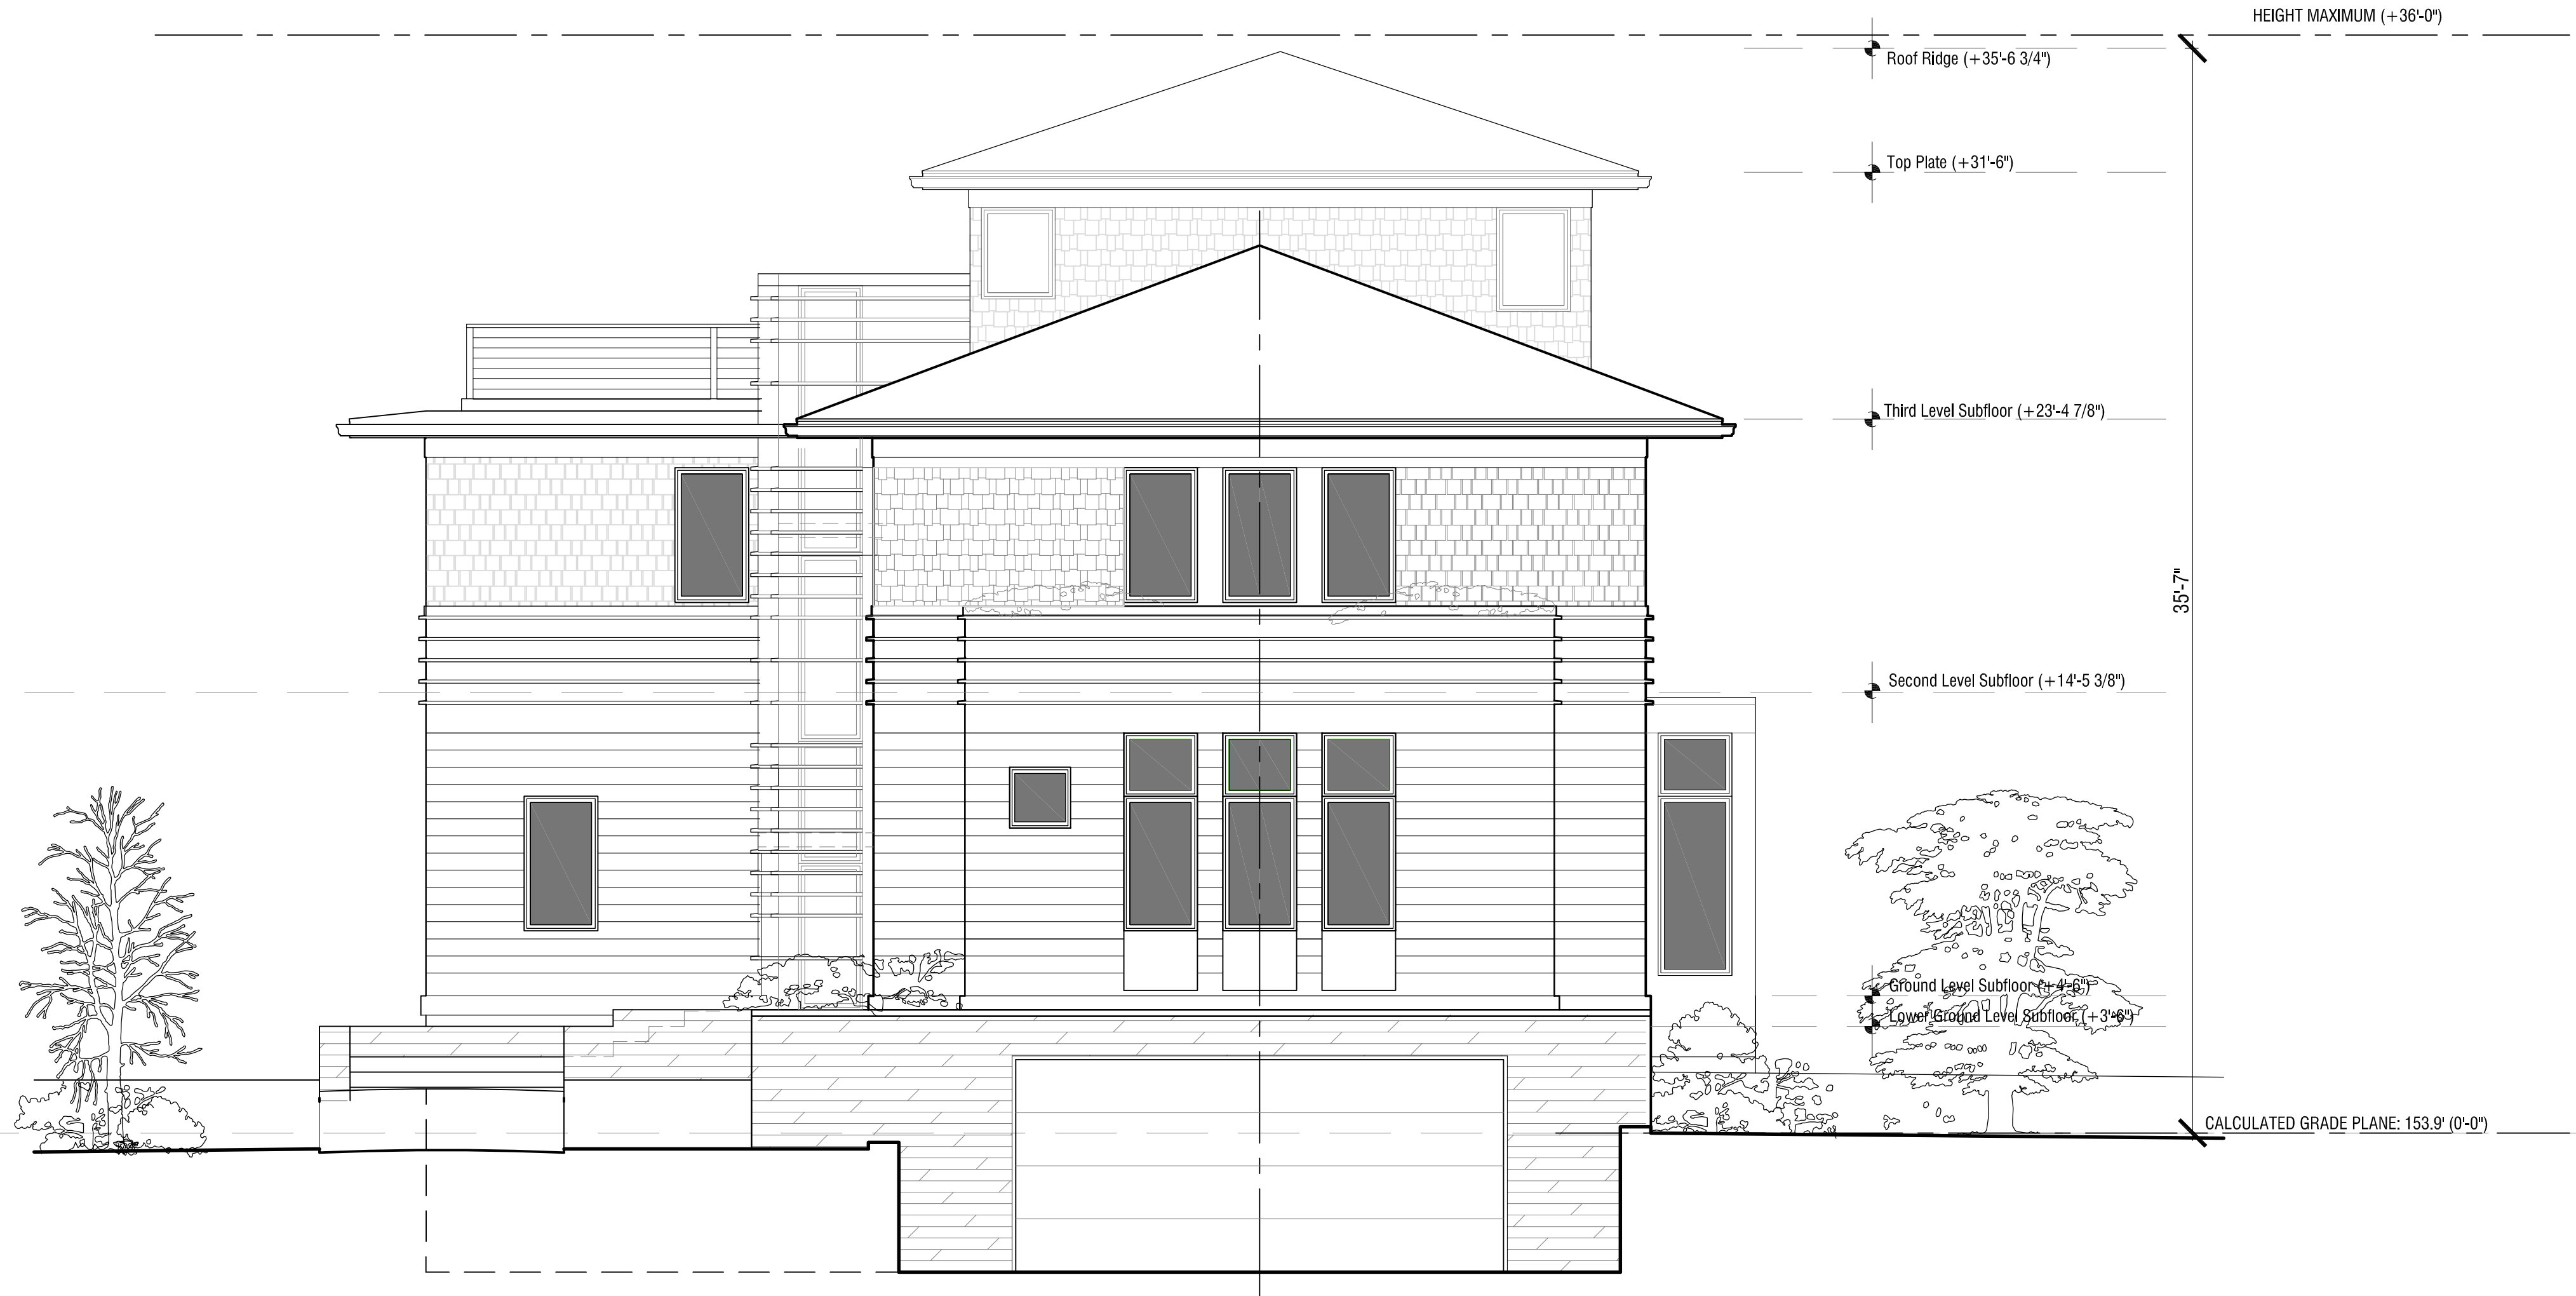 HEIGHT MAXIMUM (+36'-0")
Roof Ridge (+35'-6 3/4")
Top Plate (+31'-6")
Third Level Subfloor (+23'-4 7/8")
35'-7"
Second Level Subfloor (+14'-5 3/8")
Ground Level Subfloor (+4'-6")
Lower Ground Level Subfloor (+3'-6")
CALCULATED GRADE PLANE: 153.9' (0'-0")